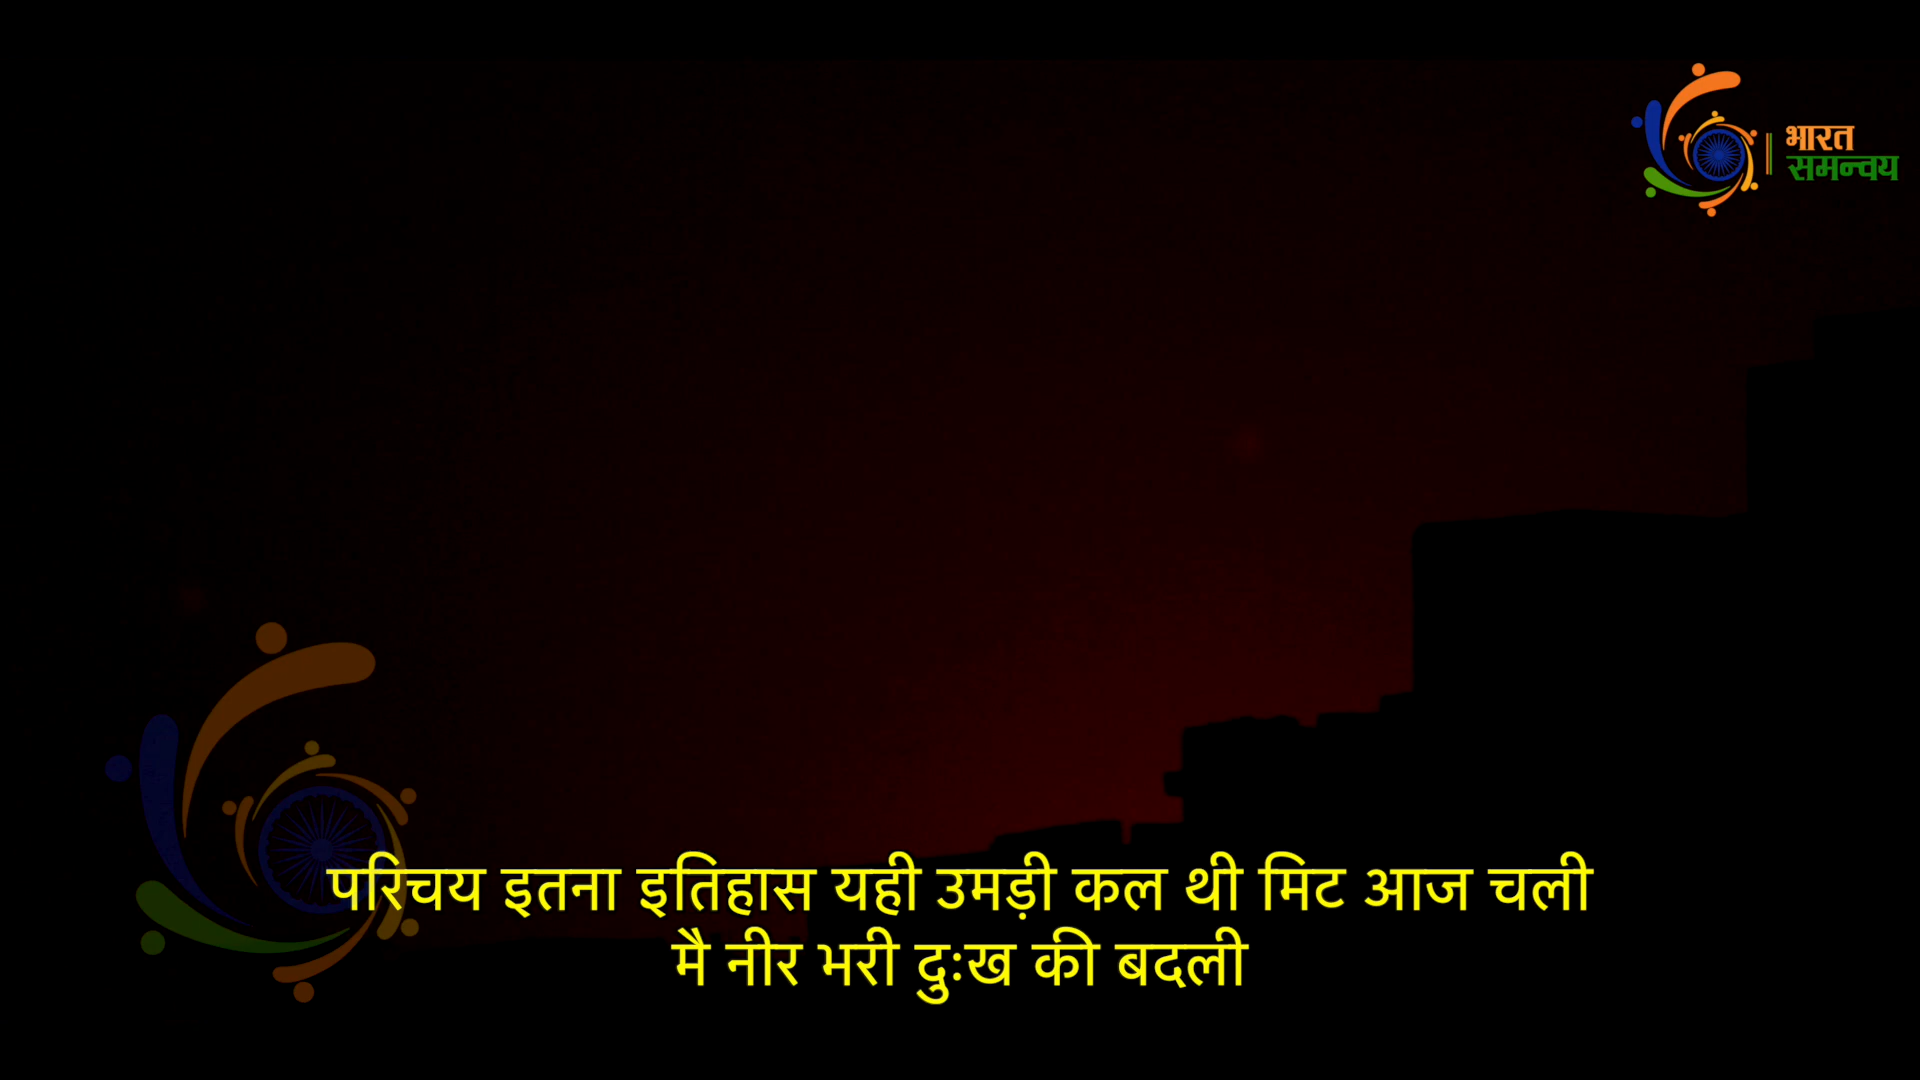 भारत
समन्वय
परिचय इतना इतिहास यही उमड़ी कल थी मिट आज चली
मै नीर भरी दुःख की बदली